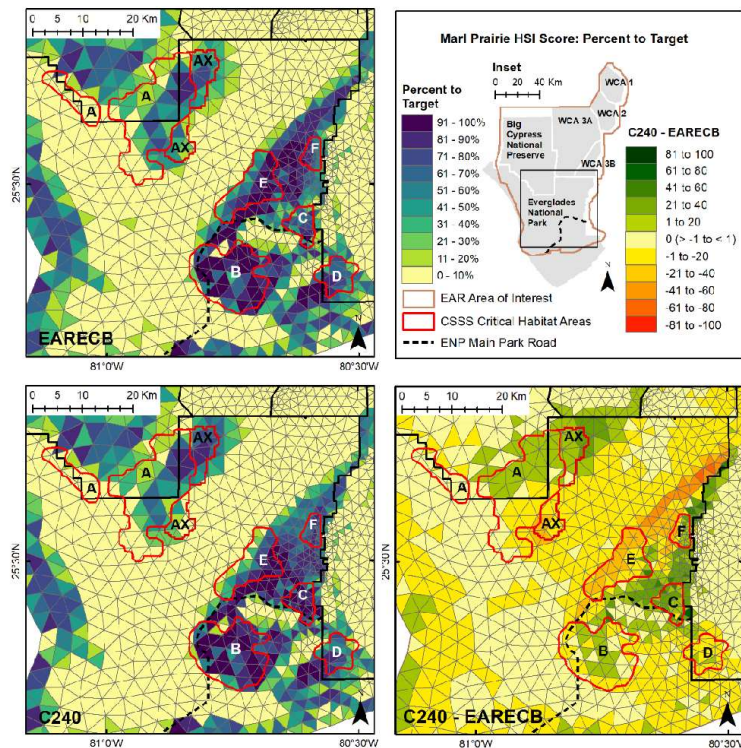 0 10 20 Km
AX
A
A
AX
F
E
C
B
D
N
EARECB
25°30'N
81°0'W
80°30'W
Marl Prairie HSI Score: Percent to Target
Percent to
Target
91 - 100%
81 - 90%
71 - 80%
61 - 70%
51 - 60%
41 - 50%
31 - 40%
21 - 30%
11 - 20%
0 - 10%
Inset
0 20 40 Km
WCA 1
WCA 2
WCA 3A
WCA 3B
Big
Cypress
National
Preserve
Everglades
National
Park
N
C240 - EARECB
81 to 100
61 to 80
41 to 60
21 to 40
1 to 20
0 (> -1 to < 1)
-1 to -20
-21 to -40
-41 to -60
-61 to -80
-81 to -100
EAR Area of Interest
CSSS Critical Habitat Areas
ENP Main Park Road
0 10 20 Km
AX
A
A
AX
F
E
C
B
D
N
C240
25°30'N
81°0'W
80°30'W
0 10 20 Km
AX
A
A
AX
F
E
C
B
D
N
C240 - EARECB
25°30'N
81°0'W
80°30'W